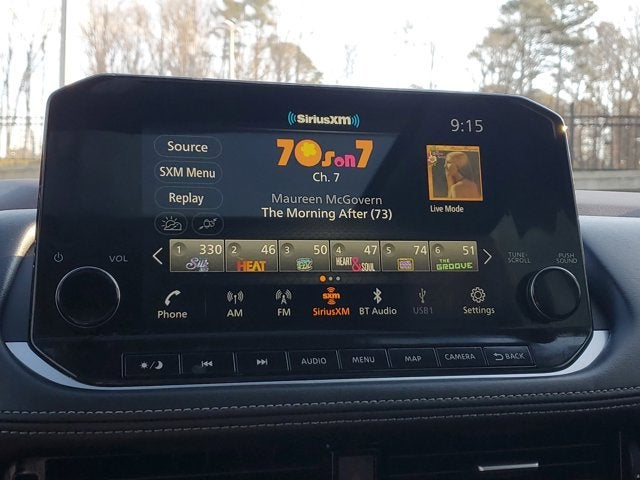 SiriusXM
9:15
Source
SXM Menu
Replay
70s on 7
Ch. 7
Maureen McGovern
The Morning After (73)
Live Mode
1 330
2 46
3 50
4 47
5 74
6 51
HEAT
HEART & SOUL
THE GROOVE
VOL
TUNE·SCROLL
PUSH SOUND
Phone
AM
FM
sxm
SiriusXM
BT Audio
USB1
Settings
AUDIO
MENU
MAP
CAMERA
BACK